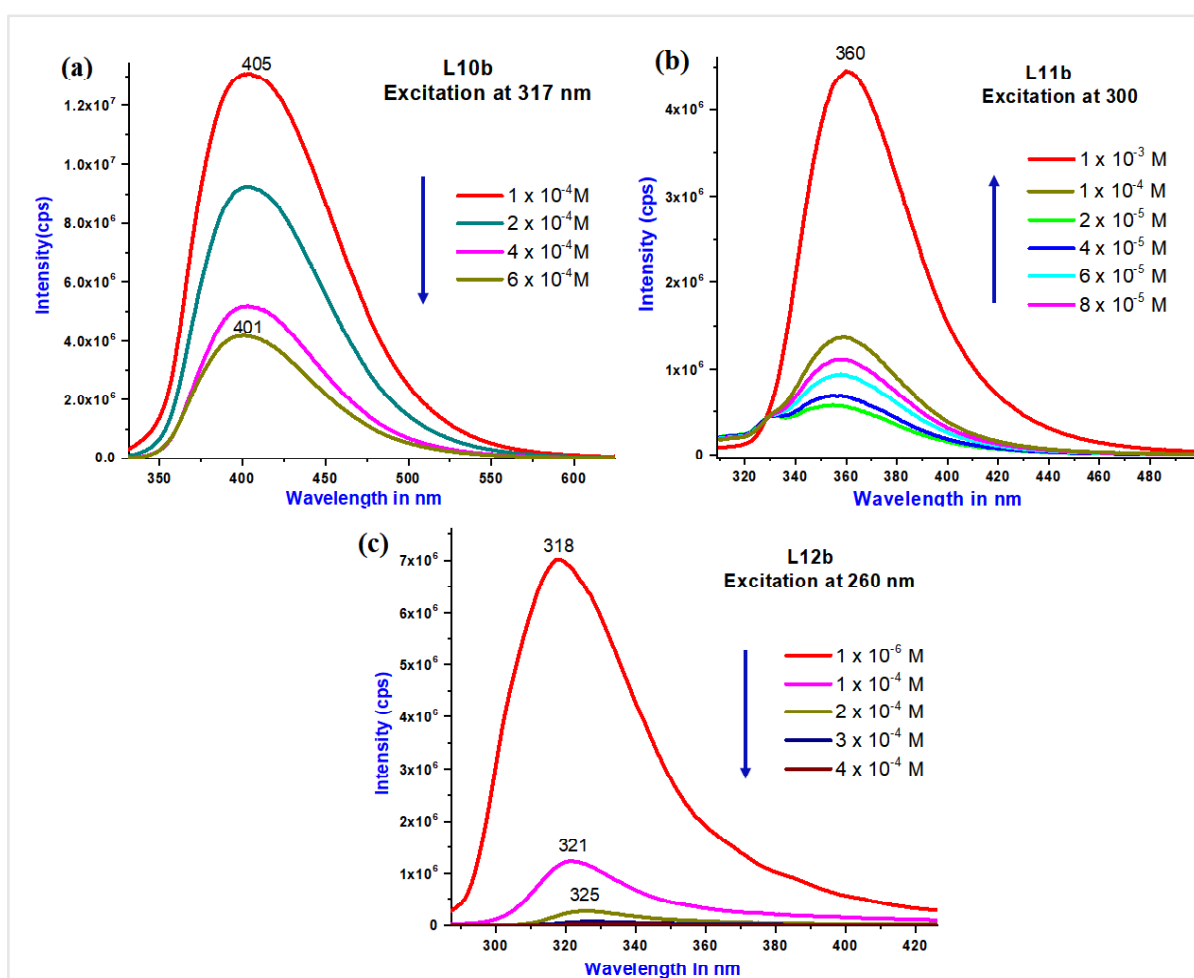 (a)
405
L10b
Excitation at 317 nm
1.2x10⁷
1.0x10⁷
8.0x10⁶
6.0x10⁶
4.0x10⁶
2.0x10⁶
0.0
Intensity(cps)
1 x 10⁻⁴M
2 x 10⁻⁴M
4 x 10⁻⁴M
6 x 10⁻⁴M
401
350 400 450 500 550 600
Wavelength in nm
(b)
360
L11b
Excitation at 300
4x10⁶
3x10⁶
2x10⁶
1x10⁶
0
Intensity (cps)
1 x 10⁻³ M
1 x 10⁻⁴ M
2 x 10⁻⁵ M
4 x 10⁻⁵ M
6 x 10⁻⁵ M
8 x 10⁻⁵ M
320 340 360 380 400 420 440 460 480
Wavelength in nm
(c)
318
L12b
Excitation at 260 nm
7x10⁶
6x10⁶
5x10⁶
4x10⁶
3x10⁶
2x10⁶
1x10⁶
0
Intensity (cps)
1 x 10⁻⁶ M
1 x 10⁻⁴ M
2 x 10⁻⁴ M
3 x 10⁻⁴ M
4 x 10⁻⁴ M
321
325
300 320 340 360 380 400 420
Wavelength In nm